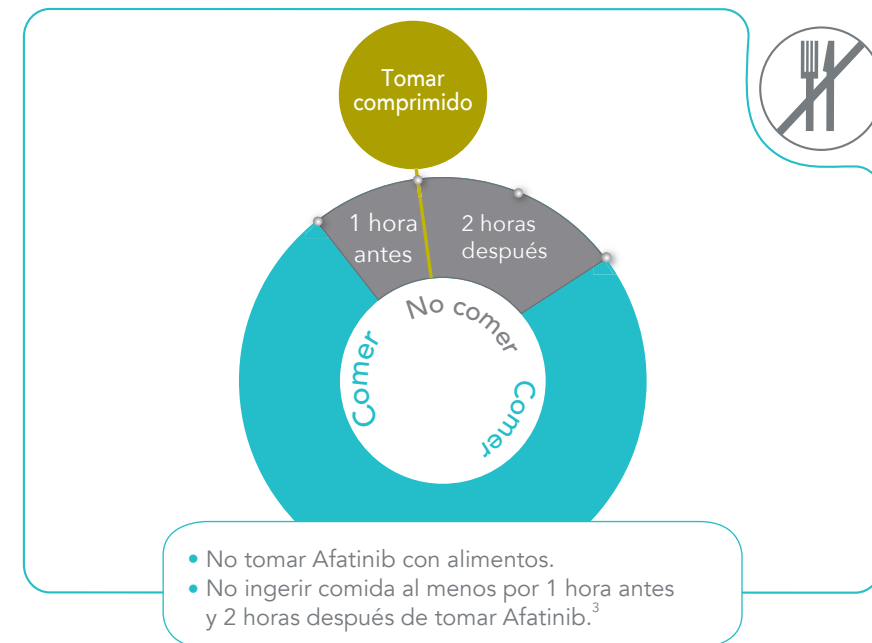 Tomar
comprimido
1 hora
antes
2 horas
después
No comer
Comer
Comer
• No tomar Afatinib con alimentos.
• No ingerir comida al menos por 1 hora antes
y 2 horas después de tomar Afatinib.³